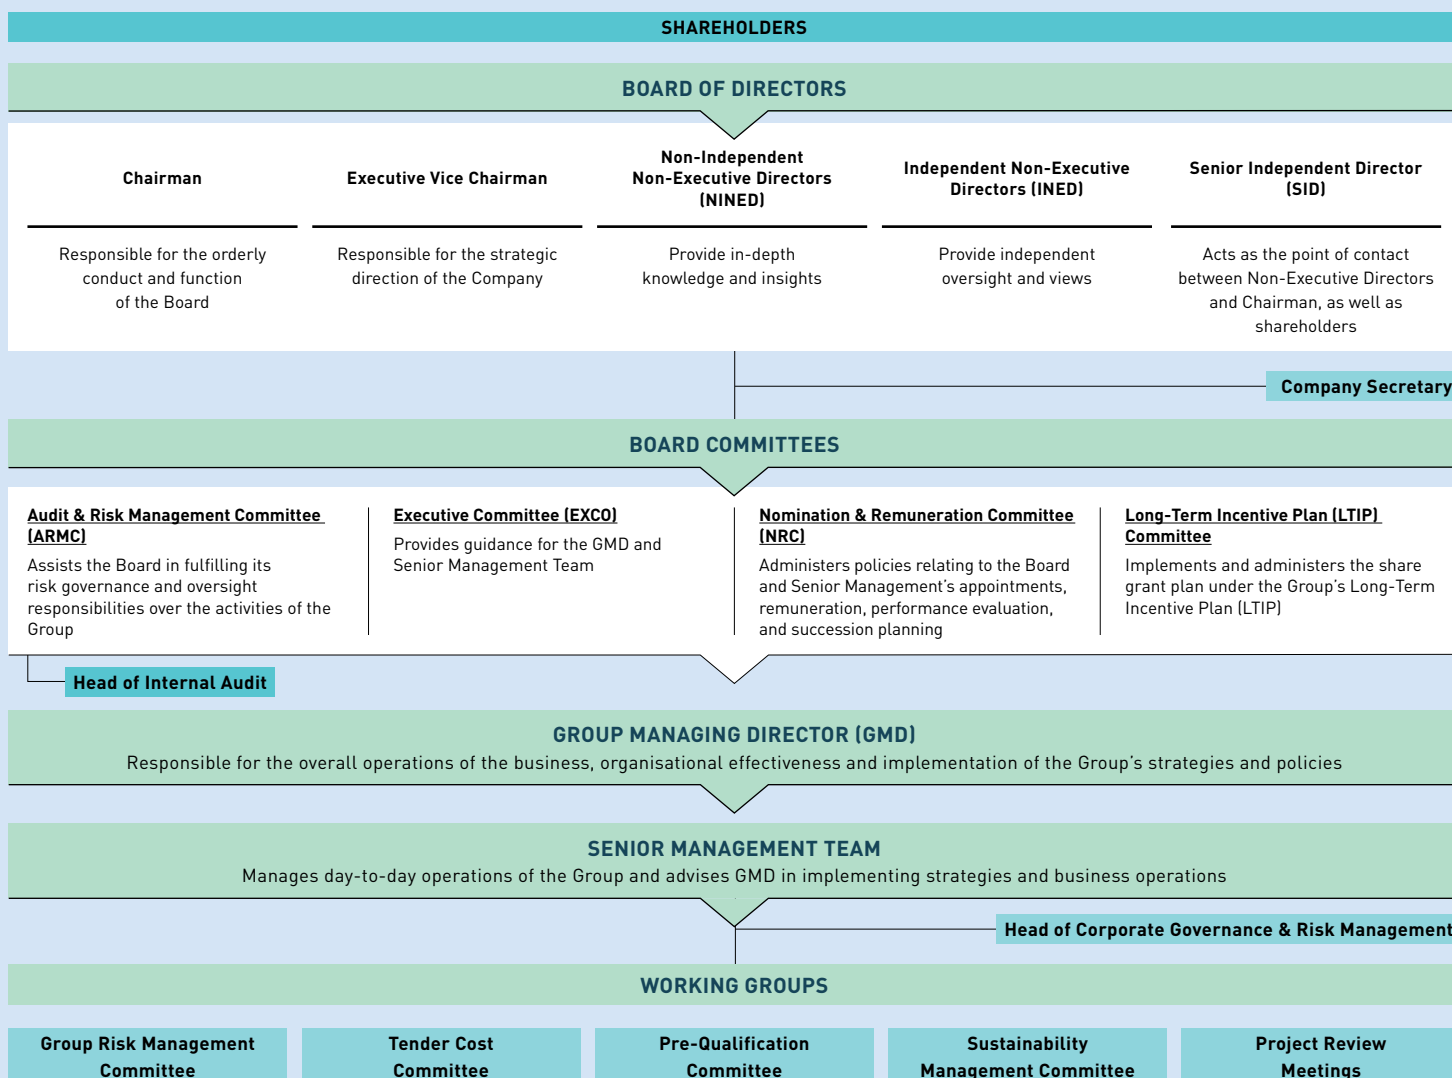 SHAREHOLDERS
BOARD OF DIRECTORS
Chairman
Responsible for the orderly
conduct and function
of the Board
Executive Vice Chairman
Responsible for the strategic
direction of the Company
Non-Independent
Non-Executive Directors
(NINED)
Provide in-depth
knowledge and insights
Independent Non-Executive
Directors (INED)
Provide independent
oversight and views
Senior Independent Director
(SID)
Acts as the point of contact
between Non-Executive Directors
and Chairman, as well as
shareholders
Company Secretary
BOARD COMMITTEES
Audit & Risk Management Committee
(ARMC)
Assists the Board in fulfilling its
risk governance and oversight
responsibilities over the activities of the
Group
Executive Committee (EXCO)
Provides guidance for the GMD and
Senior Management Team
Nomination & Remuneration Committee
(NRC)
Administers policies relating to the Board
and Senior Management’s appointments,
remuneration, performance evaluation,
and succession planning
Long-Term Incentive Plan (LTIP)
Committee
Implements and administers the share
grant plan under the Group’s Long-Term
Incentive Plan (LTIP)
Head of Internal Audit
GROUP MANAGING DIRECTOR (GMD)
Responsible for the overall operations of the business, organisational effectiveness and implementation of the Group’s strategies and policies
SENIOR MANAGEMENT TEAM
Manages day-to-day operations of the Group and advises GMD in implementing strategies and business operations
Head of Corporate Governance & Risk Management
WORKING GROUPS
Group Risk Management
Committee
Tender Cost
Committee
Pre-Qualification
Committee
Sustainability
Management Committee
Project Review
Meetings